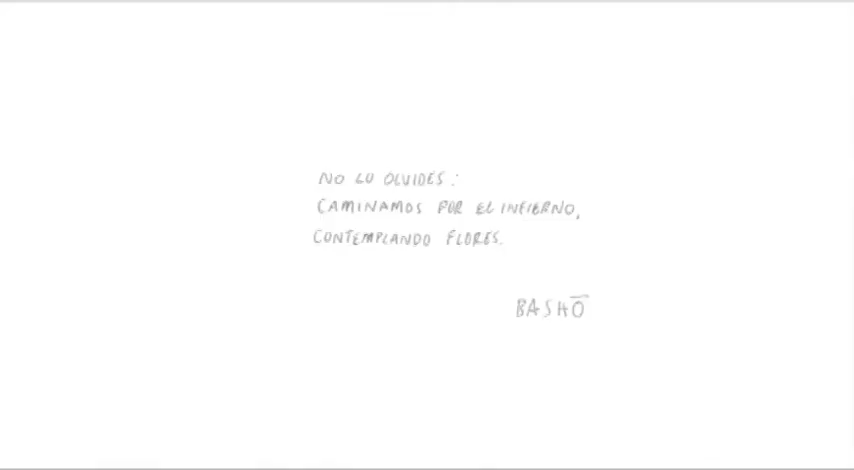 NO LO OLVIDES:
CAMINAMOS POR EL INFIERNO,
CONTEMPLANDO FLORES.
BASHŌ